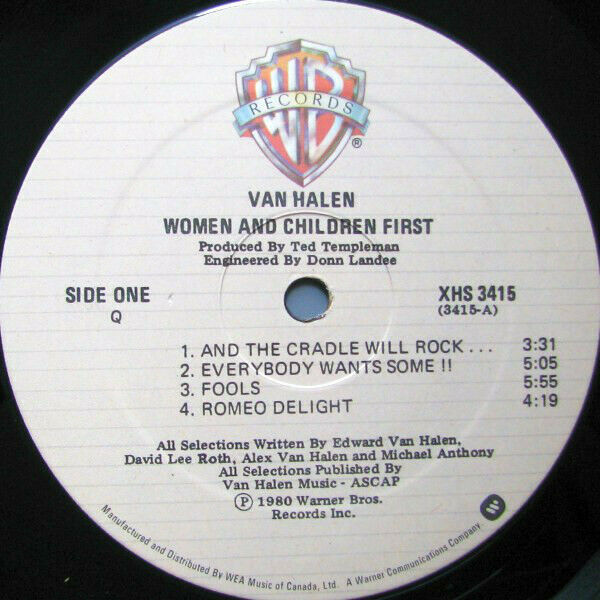 WB
RECORDS
®
VAN HALEN
WOMEN AND CHILDREN FIRST
Produced By Ted Templeman
Engineered By Donn Landee
SIDE ONE
Q
XHS 3415
(3415-A)
1. AND THE CRADLE WILL ROCK... 3:31
2. EVERYBODY WANTS SOME !! 5:05
3. FOOLS 5:55
4. ROMEO DELIGHT 4:19
All Selections Written By Edward Van Halen,
David Lee Roth, Alex Van Halen and Michael Anthony
All Selections Published By
Van Halen Music - ASCAP
Ⓟ 1980 Warner Bros.
Records Inc.
Manufactured and Distributed By WEA Music of Canada, Ltd. A Warner Communications Company